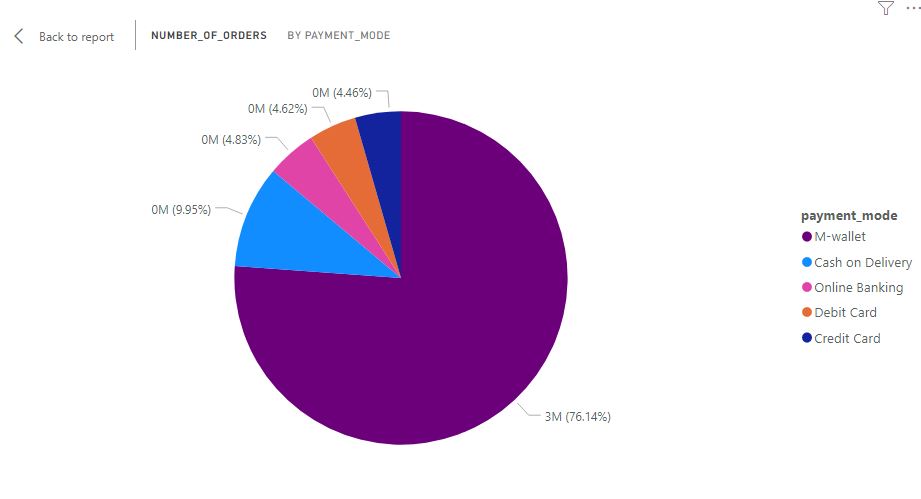 Back to report
NUMBER_OF_ORDERS
BY PAYMENT_MODE
0M (4.46%)
0M (4.62%)
0M (4.83%)
0M (9.95%)
3M (76.14%)
payment_mode
M-wallet
Cash on Delivery
Online Banking
Debit Card
Credit Card